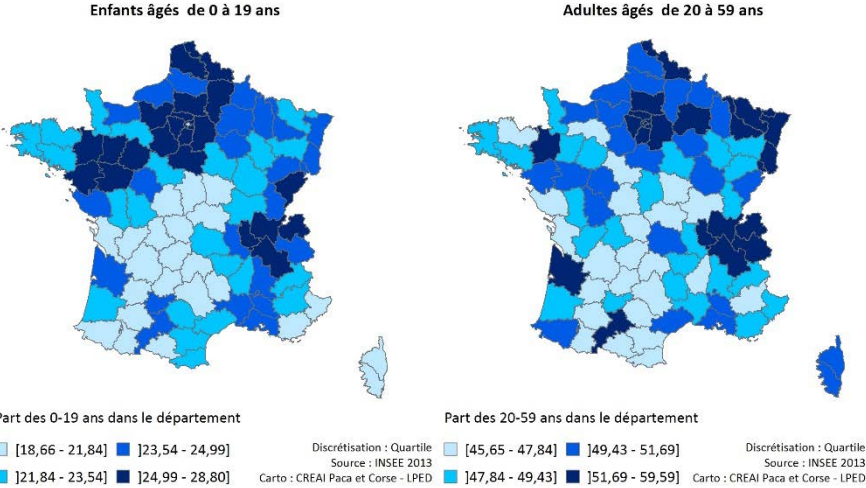 Enfants âgés de 0 à 19 ans
Adultes âgés de 20 à 59 ans
Part des 0-19 ans dans le département
[18,66 - 21,84]
]23,54 - 24,99]
]21,84 - 23,54]
]24,99 - 28,80]
Discrétisation : Quartile
Source : INSEE 2013
Carto : CREAI Paca et Corse - LPED
Part des 20-59 ans dans le département
[45,65 - 47,84]
]49,43 - 51,69]
]47,84 - 49,43]
]51,69 - 59,59]
Discrétisation : Quartile
Source : INSEE 2013
Carto : CREAI Paca et Corse - LPED